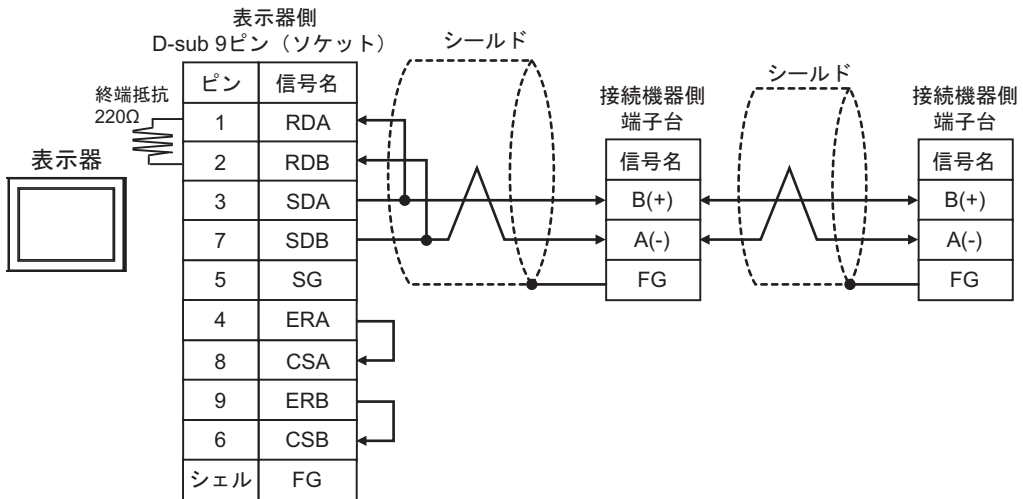 表示器側
D-sub 9ピン（ソケット）
シールド
シールド
終端抵抗
220Ω
表示器
ピン 信号名
1 RDA
2 RDB
3 SDA
7 SDB
5 SG
4 ERA
8 CSA
9 ERB
6 CSB
シェル FG
接続機器側
端子台
信号名
B(+)
A(-)
FG
接続機器側
端子台
信号名
B(+)
A(-)
FG